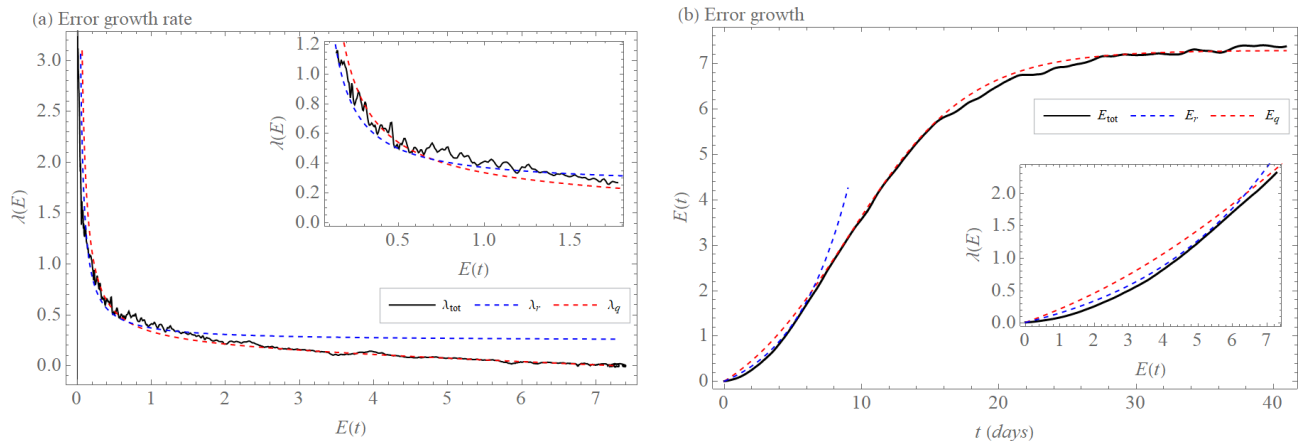 (a) Error growth rate
λ(E)
3.0
2.5
2.0
1.5
1.0
0.5
0.0
0 1 2 3 4 5 6 7
E(t)
λ(E)
1.2
1.0
0.8
0.6
0.4
0.2
0.0
0.5 1.0 1.5
E(t)
λtot λr λq
(b) Error growth
E(t)
7
6
5
4
3
2
1
0
0 10 20 30 40
t (days)
Etot Er Eq
λ(E)
2.0
1.5
1.0
0.5
0.0
0 1 2 3 4 5 6 7
E(t)